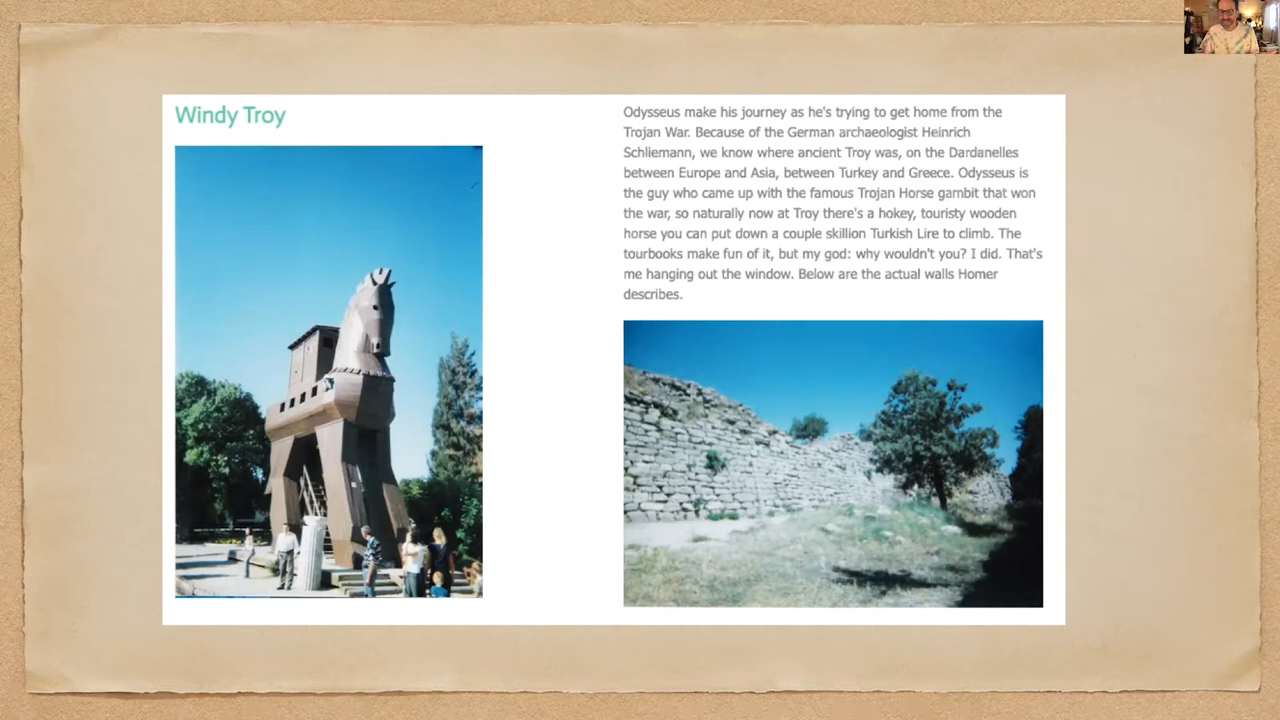 Windy Troy
Odysseus make his journey as he's trying to get home from the
Trojan War. Because of the German archaeologist Heinrich
Schliemann, we know where ancient Troy was, on the Dardanelles
between Europe and Asia, between Turkey and Greece. Odysseus is
the guy who came up with the famous Trojan Horse gambit that won
the war, so naturally now at Troy there's a hokey, touristy wooden
horse you can put down a couple skillion Turkish Lire to climb. The
tourbooks make fun of it, but my god: why wouldn't you? I did. That's
me hanging out the window. Below are the actual walls Homer
describes.